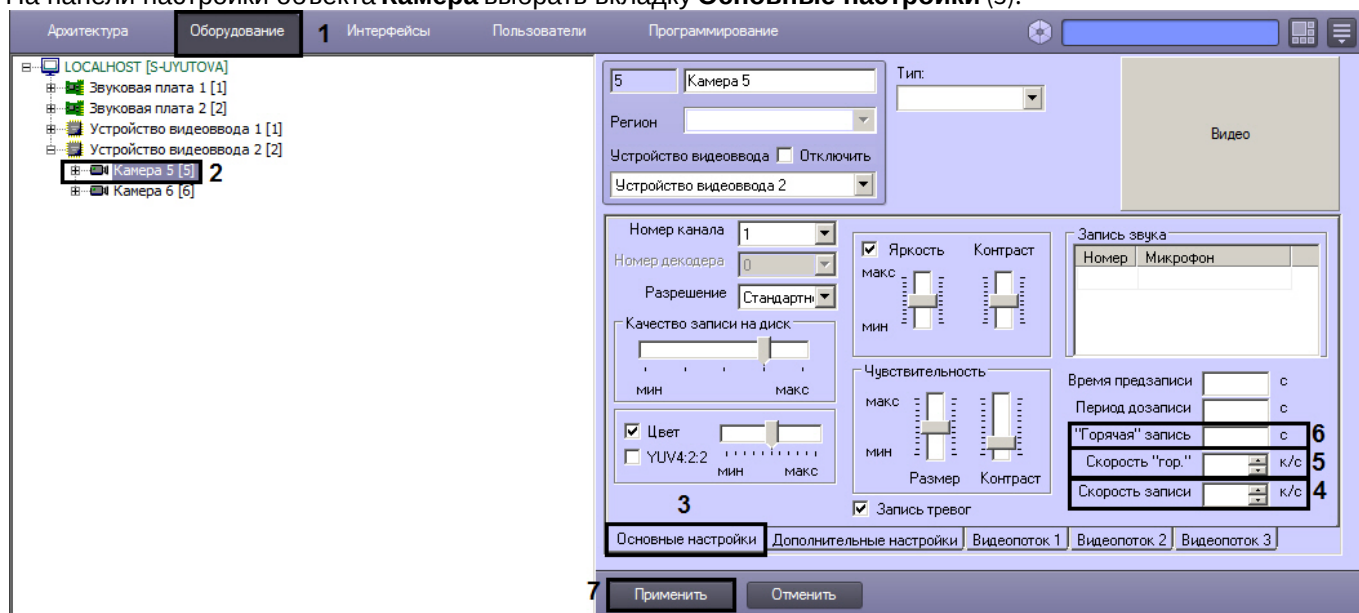 На панели настройки объекта Камера выбрать вкладку Основные настройки (3).
Архитектура Оборудование 1 Интерфейсы Пользователи Программирование
LOCALHOST [S-UYUTOVA]
Звуковая плата 1 [1]
Звуковая плата 2 [2]
Устройство видеоввода 1 [1]
Устройство видеоввода 2 [2]
Камера 5 [5] 2
Камера 6 [6]
5 Камера 5
Тип:
Регион
Устройство видеоввода Отключить
Устройство видеоввода 2
Видео
Номер канала 1
Номер декодера 0
Разрешение Стандартн
Качество записи на диск
мин макс
Цвет
YUV4:2:2
мин макс
Яркость Контраст
макс
мин
Чувствительность
макс
мин
Размер Контраст
Запись тревог
Запись звука
Номер Микрофон
Время предзаписи с
Период дозаписи с
"Горячая" запись с 6
Скорость "гор." к/с 5
Скорость записи к/с 4
3
Основные настройки Дополнительные настройки Видеопоток 1 Видеопоток 2 Видеопоток 3
7 Применить Отменить